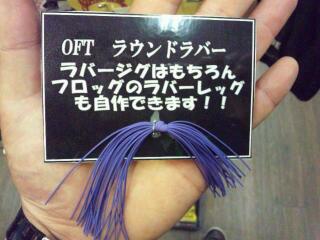 OFT ラウンドラバー
ラバージグはもちろん
フロッグのラバーレッグ
も自作できます！！